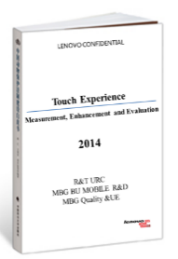 LENOVO CONFIDENTIAL
Touch Experience
Measurement, Enhancement and Evaluation
2014
R&T URC
MBG BU MOBILE R&D
MBG Quality &UE